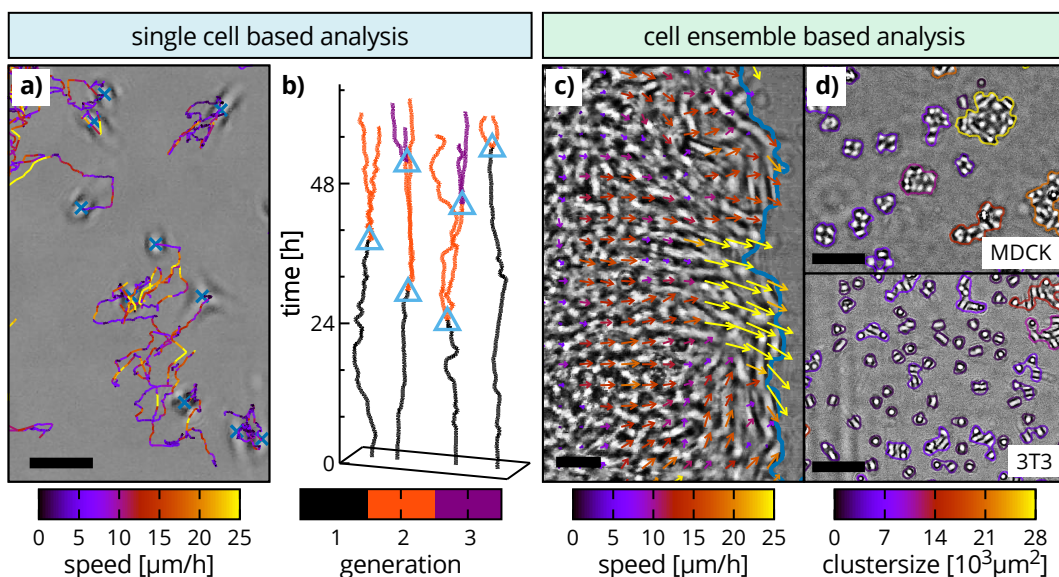 single cell based analysis
cell ensemble based analysis
a)
b)
c)
d)
time [h]
48
24
0
MDCK
3T3
0 5 10 15 20 25
speed [µm/h]
1 2 3
generation
0 5 10 15 20 25
speed [µm/h]
0 7 14 21 28
clustersize [10³µm²]